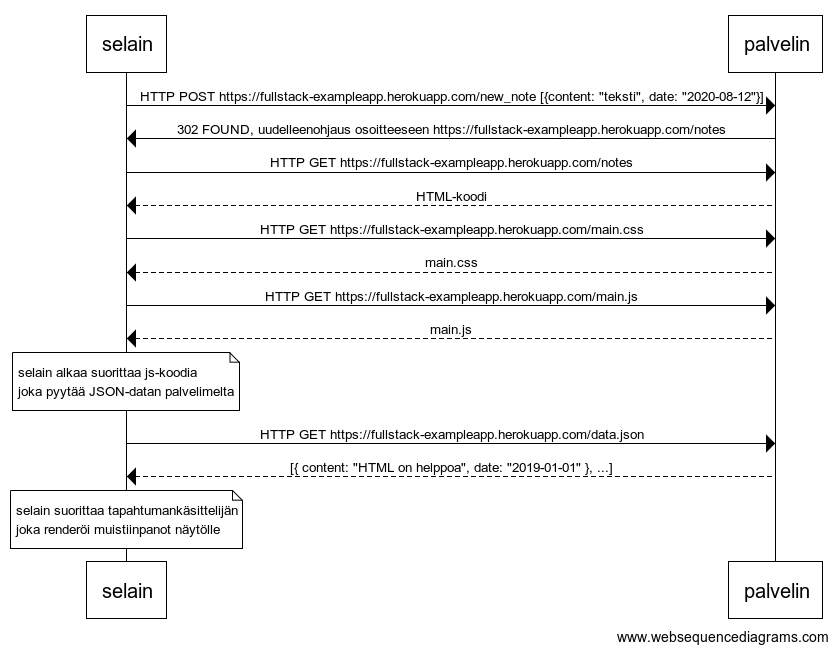 selain
palvelin
HTTP POST https://fullstack-exampleapp.herokuapp.com/new_note [{content: "teksti", date: "2020-08-12"}]
302 FOUND, uudelleenohjaus osoitteeseen https://fullstack-exampleapp.herokuapp.com/notes
HTTP GET https://fullstack-exampleapp.herokuapp.com/notes
HTML-koodi
HTTP GET https://fullstack-exampleapp.herokuapp.com/main.css
main.css
HTTP GET https://fullstack-exampleapp.herokuapp.com/main.js
main.js
selain alkaa suorittaa js-koodia
joka pyytää JSON-datan palvelimelta
HTTP GET https://fullstack-exampleapp.herokuapp.com/data.json
[{ content: "HTML on helppoa", date: "2019-01-01" }, ...]
selain suorittaa tapahtumankäsittelijän
joka renderöi muistiinpanot näytölle
selain
palvelin
www.websequencediagrams.com